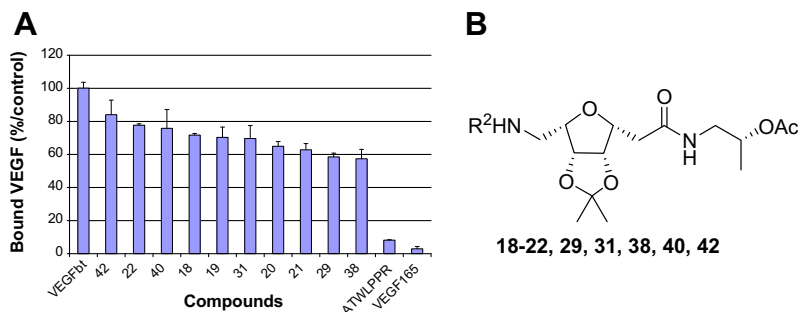 A
Bound VEGF (%/control)
120
100
80
60
40
20
0
VEGFbt
42
22
40
18
19
31
20
21
29
38
ATWLPPR
VEGF165
Compounds
B
R²HN
O
O
N
H
OAc
O
O
18-22, 29, 31, 38, 40, 42